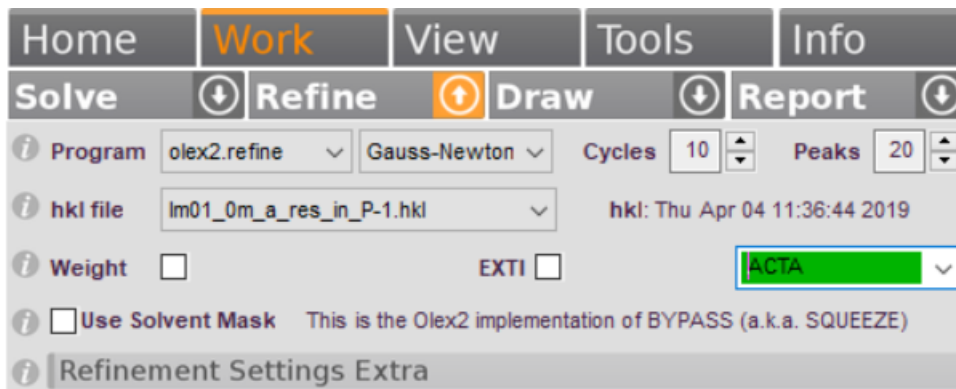 Home Work View Tools Info
Solve Refine Draw Report
Program olex2.refine Gauss-Newton Cycles 10 Peaks 20
hkl file lm01_0m_a_res_in_P-1.hkl hkl: Thu Apr 04 11:36:44 2019
Weight EXTI ACTA
Use Solvent Mask This is the Olex2 implementation of BYPASS (a.k.a. SQUEEZE)
Refinement Settings Extra